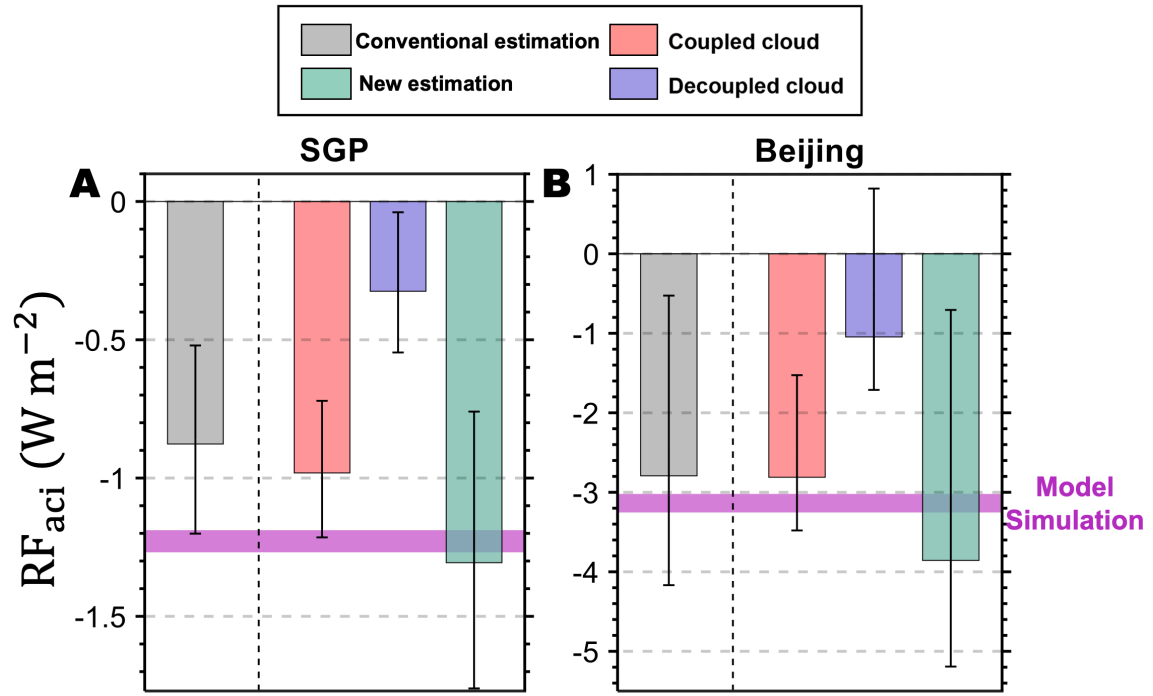 Conventional estimation
Coupled cloud
New estimation
Decoupled cloud
SGP
Beijing
A
B
RFaci (W m−2)
0
-0.5
-1
-1.5
1
0
-1
-2
-3
-4
-5
Model
Simulation